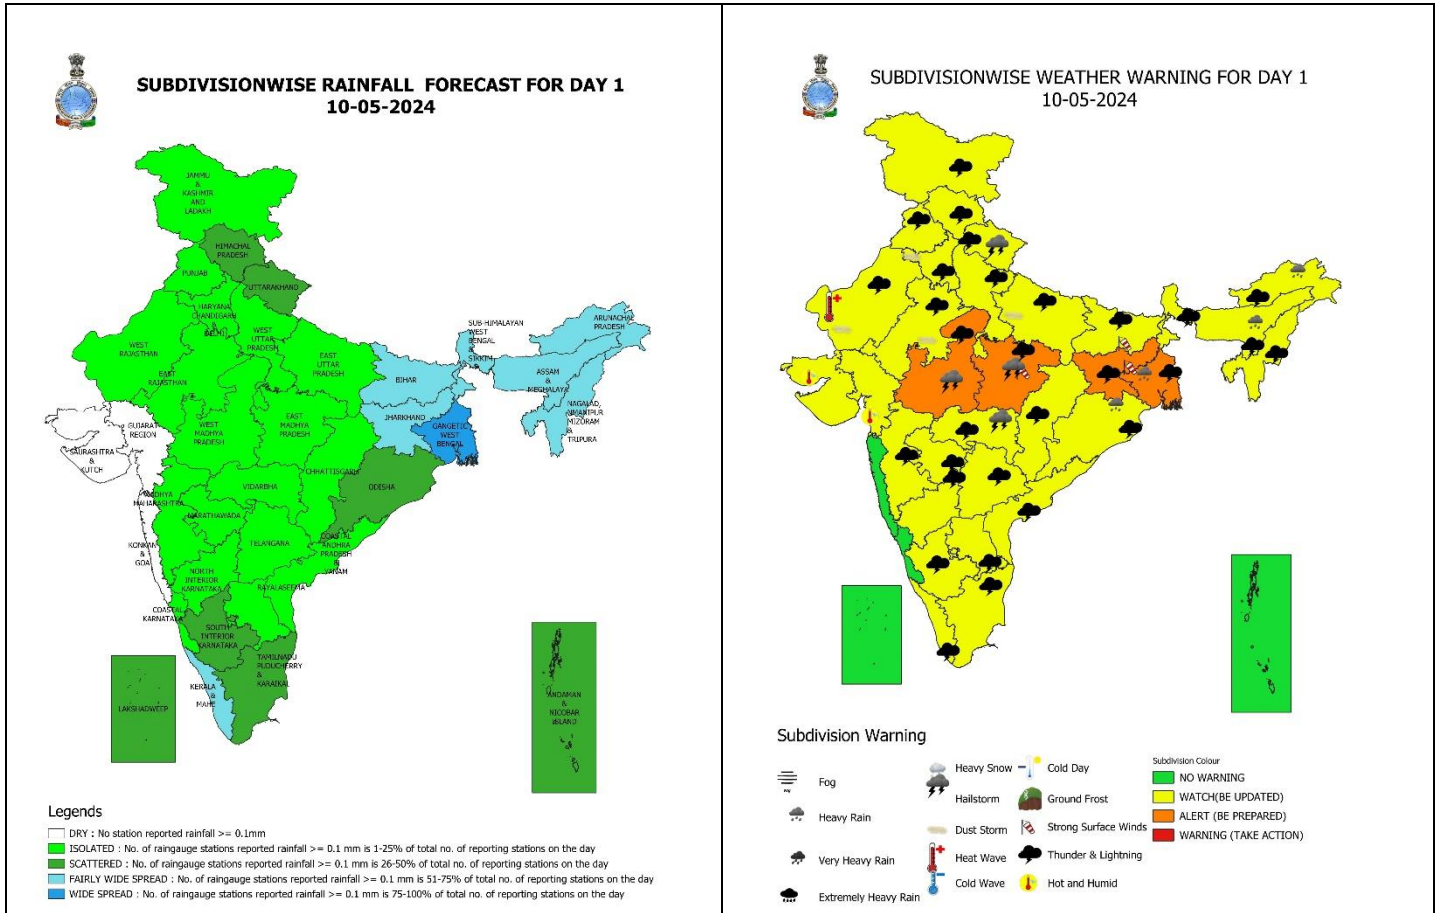 SUBDIVISIONWISE RAINFALL FORECAST FOR DAY 1
10-05-2024
JAMMU
&
KASHMIR
AND
LADAKH
HIMACHAL
PRADESH
PUNJAB
UTTARAKHAND
HARYANA
CHANDIGARH
DELHI
WEST
UTTAR
PRADESH
WEST
RAJASTHAN
EAST
RAJASTHAN
EAST
UTTAR
PRADESH
SUB-HIMALAYAN
WEST
BENGAL
&
SIKKIM
ARUNACHAL
PRADESH
BIHAR
ASSAM
&
MEGHALAYA
NAGALAD,
MANIPUR
MIZORAM
&
TRIPURA
JHARKHAND
GANGETIC
WEST
BENGAL
GUJARAT
REGION
SAURASHTRA
&
KUTCH
WEST
MADHYA
PRADESH
EAST
MADHYA
PRADESH
CHHATTISGARH
ODISHA
VIDARBHA
MADHYA
MAHARASHTRA
MARATHAWADA
KONKAN
&
GOA
TELANGANA
COASTAL
ANDHRA
PRADESH
&
YANAM
NORTH
INTERIOR
KARNATAKA
RAYALASEEMA
COASTAL
KARNATAKA
SOUTH
INTERIOR
KARNATAKA
TAMILNADU
PUDUCHERRY
&
KARAIKAL
KERALA
&
MAHE
LAKSHADWEEP
ANDAMAN
&
NICOBAR
ISLAND
Legends
DRY : No station reported rainfall >= 0.1mm
ISOLATED : No. of raingauge stations reported rainfall >= 0.1 mm is 1-25% of total no. of reporting stations on the day
SCATTERED : No. of raingauge stations reported rainfall >= 0.1 mm is 26-50% of total no. of reporting stations on the day
FAIRLY WIDE SPREAD : No. of raingauge stations reported rainfall >= 0.1 mm is 51-75% of total no. of reporting stations on the day
WIDE SPREAD : No. of raingauge stations reported rainfall >= 0.1 mm is 75-100% of total no. of reporting stations on the day
SUBDIVISIONWISE WEATHER WARNING FOR DAY 1
10-05-2024
Subdivision Warning
Fog
Heavy Rain
Very Heavy Rain
Extremely Heavy Rain
Heavy Snow
Hailstorm
Dust Storm
Heat Wave
Cold Wave
Cold Day
Ground Frost
Strong Surface Winds
Thunder & Lightning
Hot and Humid
Subdivision Colour
NO WARNING
WATCH(BE UPDATED)
ALERT (BE PREPARED)
WARNING (TAKE ACTION)